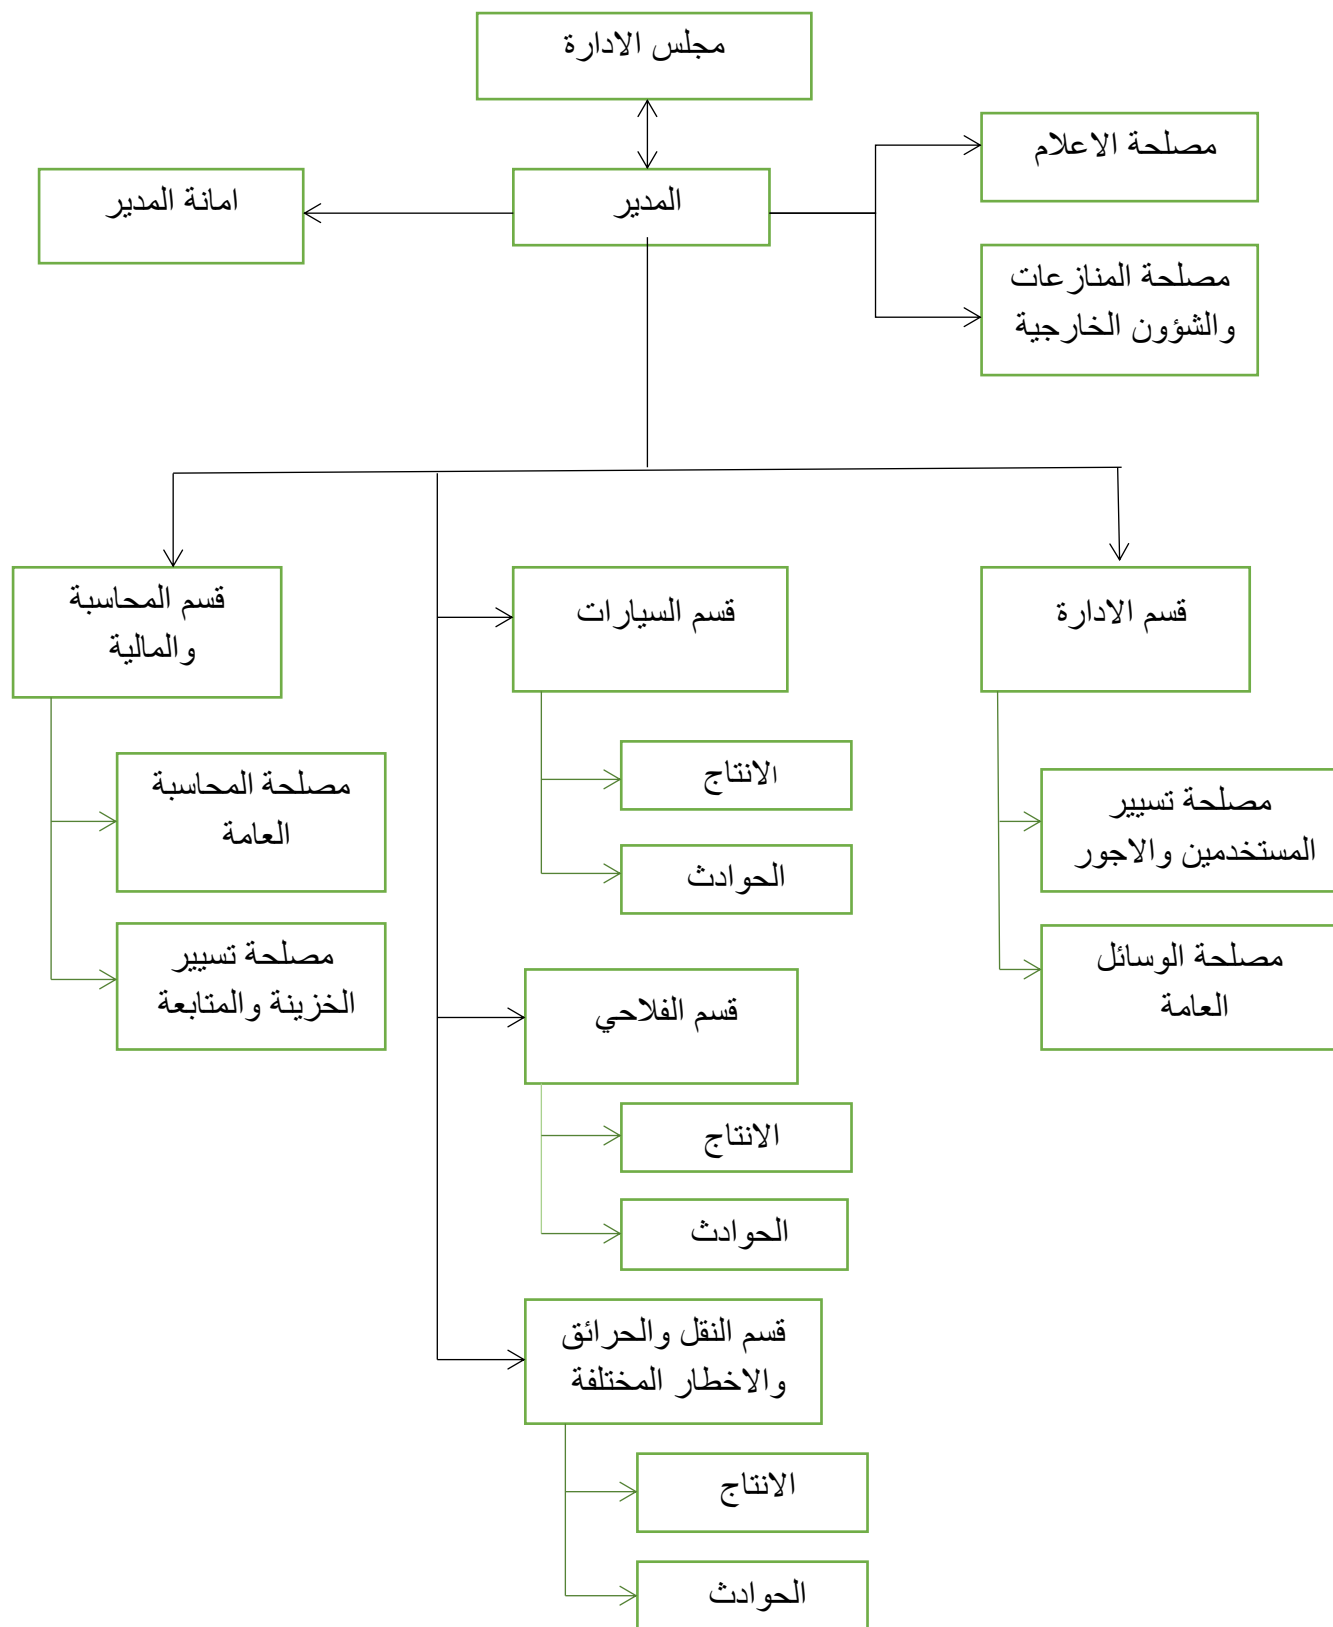 مجلس الادارة
مصلحة الاعلام
المدير
امانة المدير
مصلحة المنازعات
والشؤون الخارجية
قسم الادارة
قسم السيارات
قسم المحاسبة
والمالية
مصلحة تسيير
المستخدمين والاجور
مصلحة الوسائل
العامة
الانتاج
الحوادث
قسم الفلاحي
الانتاج
الحوادث
قسم النقل والحرائق
والاخطار المختلفة
الانتاج
الحوادث
مصلحة المحاسبة
العامة
مصلحة تسيير
الخزينة والمتابعة